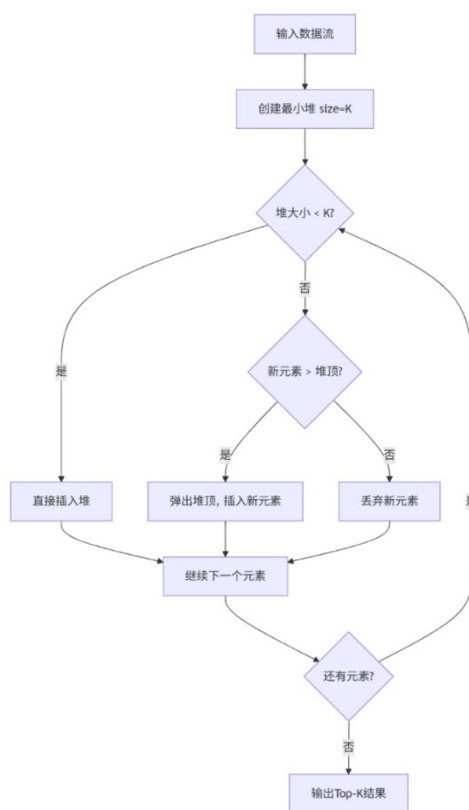 输入数据流
创建最小堆 size=K
堆大小 < K?
否
新元素 > 堆顶?
是
是
否
直接插入堆
弹出堆顶, 插入新元素
丢弃新元素
继续下一个元素
还有元素?
否
输出Top-K结果